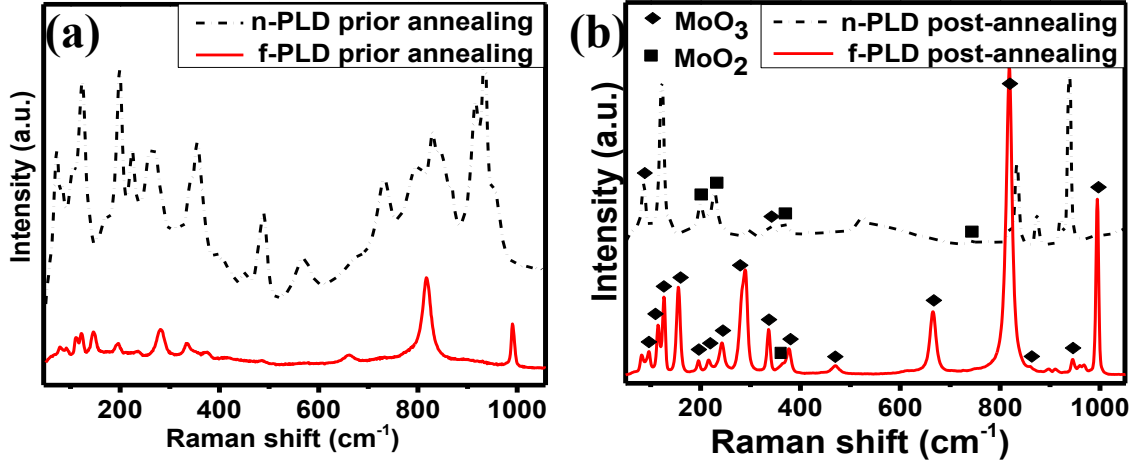 (a)
n-PLD prior annealing
f-PLD prior annealing
Intensity (a.u.)
200 400 600 800 1000
Raman shift (cm-1)
(b)
MoO3
MoO2
n-PLD post-annealing
f-PLD post-annealing
Intensity (a.u.)
200 400 600 800 1000
Raman shift (cm-1)